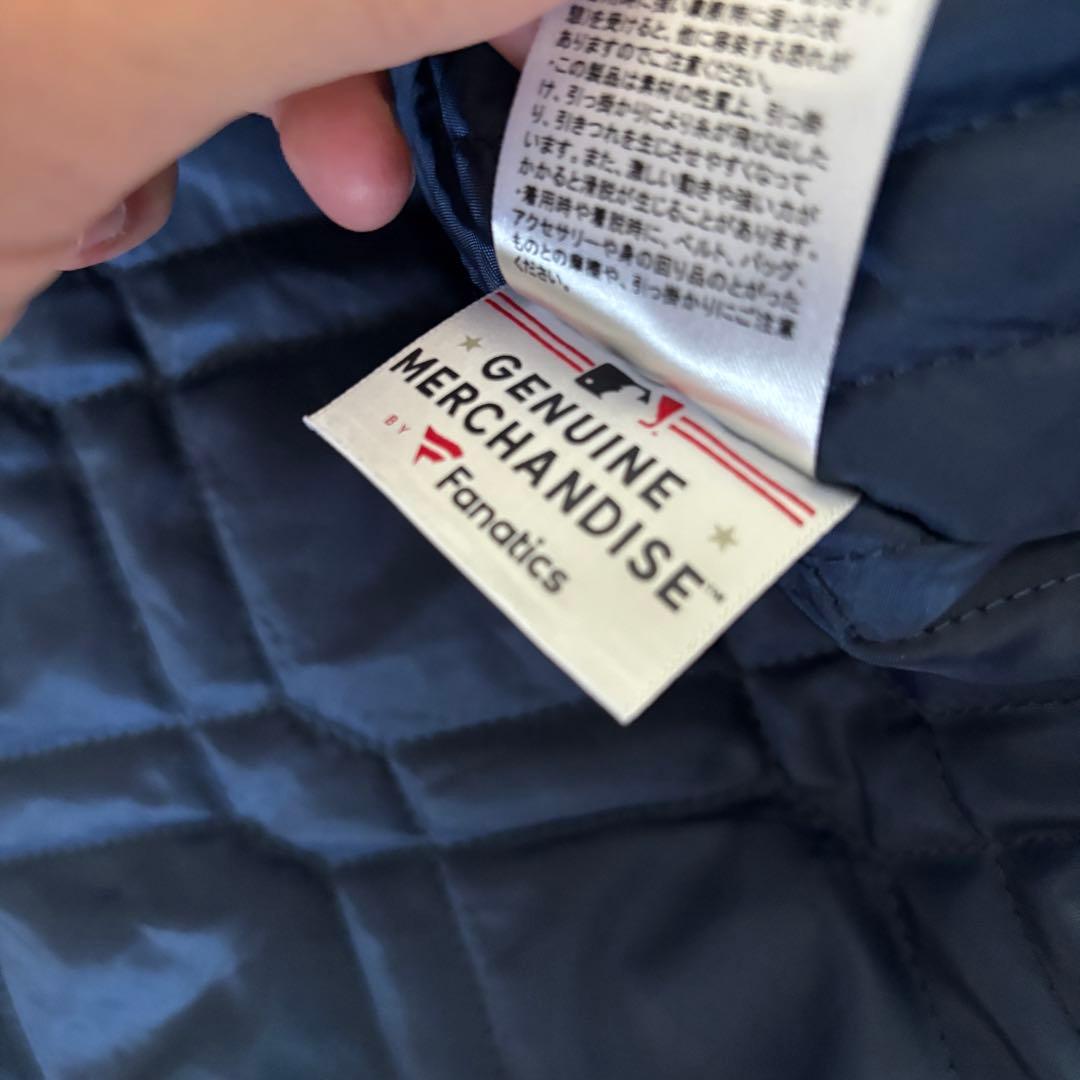 整)を受けると、他に容染する恐れが
ありますのでご注意ください。
・この製品は素材の性質上、引っ掛
け、引っ掛かりにより糸が飛び出した
り、引きつれを生じさせやすくなって
います。また、激しい動きや強い力が
かかると滑脱が生じることがあります。
・着用時や着脱時に、ベルト、バッグ、
アクセサリーや身の回り品のとがった
ものとの摩擦や、引っ掛かりにご注意
ください。
GENUINE
MERCHANDISE™
BY
Fanatics